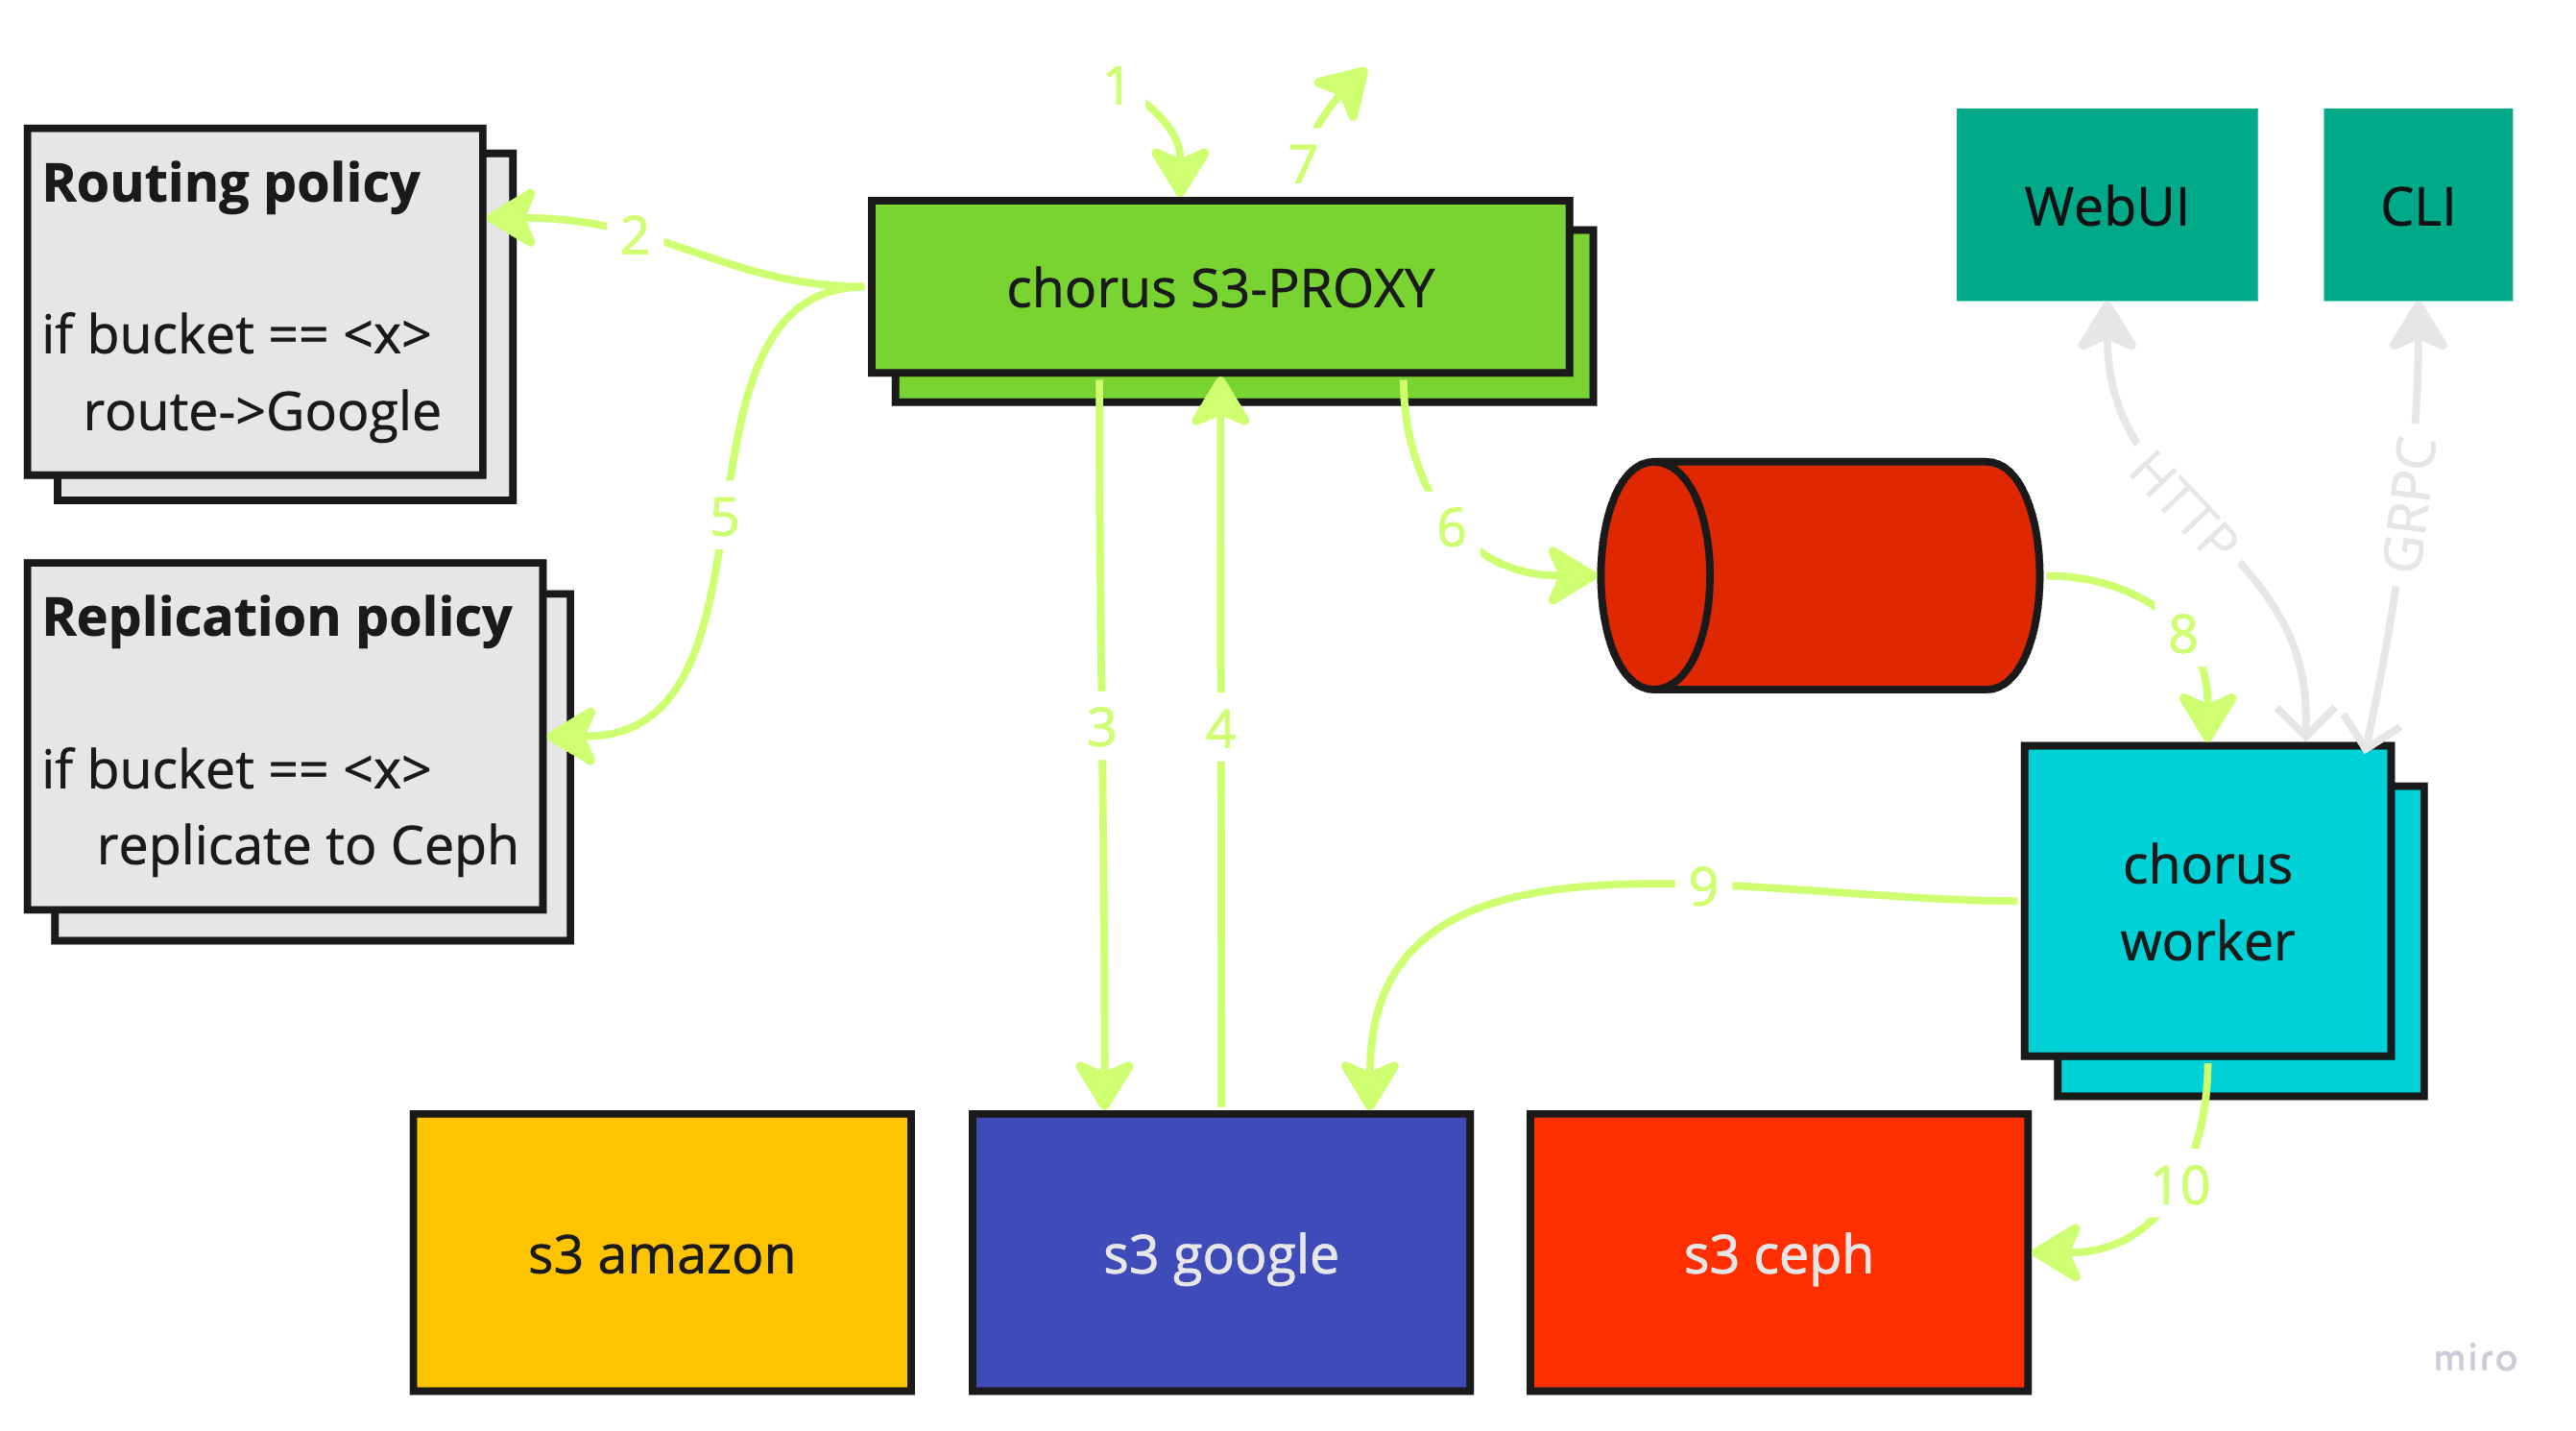 1
7
Routing policy
if bucket == <x>
route->Google
2
chorus S3-PROXY
WebUI
CLI
HTTP
GRPC
5
6
Replication policy
if bucket == <x>
replicate to Ceph
8
3
4
9
chorus
worker
10
s3 amazon
s3 google
s3 ceph
miro